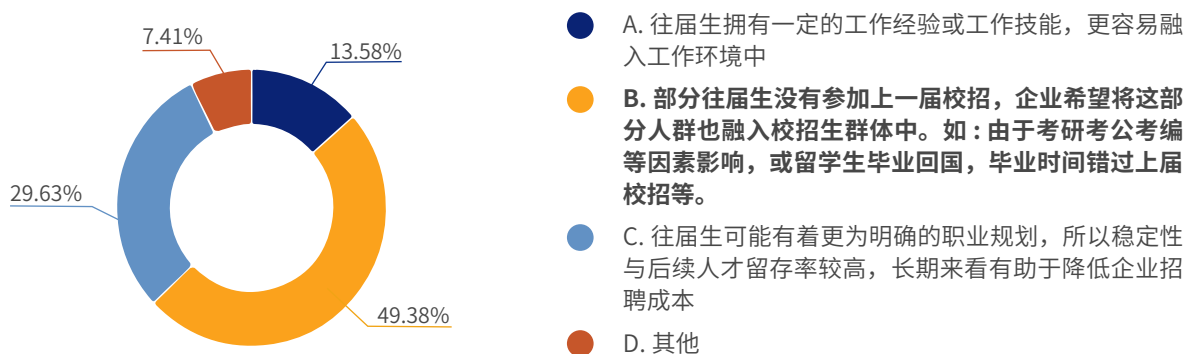 7.41%
13.58%
29.63%
49.38%
A. 往届生拥有一定的工作经验或工作技能，更容易融
入工作环境中
B. 部分往届生没有参加上一届校招，企业希望将这部
分人群也融入校招生群体中。如 : 由于考研考公考编
等因素影响，或留学生毕业回国，毕业时间错过上届
校招等。
C. 往届生可能有着更为明确的职业规划，所以稳定性
与后续人才留存率较高，长期来看有助于降低企业招
聘成本
D. 其他